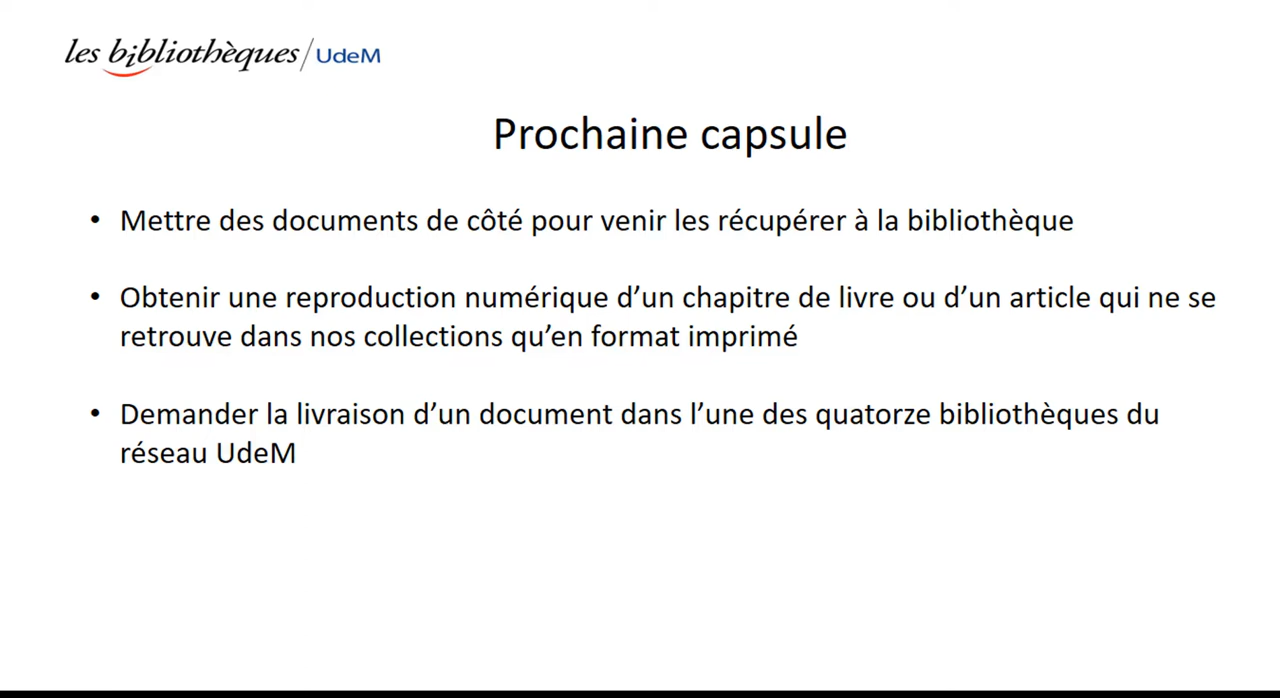 les bibliothèques/UdeM
Prochaine capsule
• Mettre des documents de côté pour venir les récupérer à la bibliothèque
• Obtenir une reproduction numérique d’un chapitre de livre ou d’un article qui ne se
retrouve dans nos collections qu’en format imprimé
• Demander la livraison d’un document dans l’une des quatorze bibliothèques du
réseau UdeM